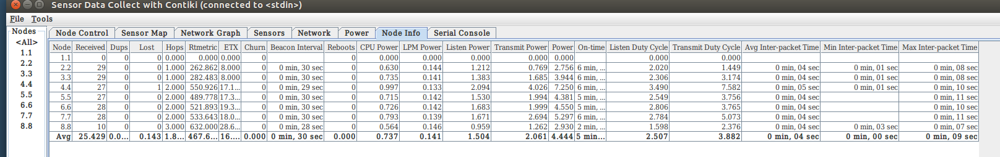 Sensor Data Collect with Contiki (connected to <stdin>)
File Tools
Nodes
<All>
1.1
2.2
3.3
4.4
5.5
6.6
7.7
8.8
Node Control Sensor Map Network Graph Sensors Network Power Node Info Serial Console
Node Received Dups Lost Hops Rtmetric ETX Churn Beacon Interval Reboots CPU Power LPM Power Listen Power Transmit Power Power On-time Listen Duty Cycle Transmit Duty Cycle Avg Inter-packet Time Min Inter-packet Time Max Inter-packet Time
1.1 0 0 0 0.000 0.000 0.000 0 0 0.000 0.000 0.000 0.000 0.000 0.000 0.000
2.2 29 0 0 1.000 262.862 8.000 0 0 min, 30 sec 0 0.630 0.144 1.212 0.769 2.756 6 min, ... 2.020 1.449 0 min, 04 sec 0 min, 01 sec 0 min, 08 sec
3.3 29 0 0 1.000 282.483 8.000 0 0 min, 30 sec 0 0.735 0.141 1.383 1.685 3.944 6 min, ... 2.306 3.174 0 min, 04 sec 0 min, 01 sec 0 min, 08 sec
4.4 27 0 1 2.000 550.926 17.1... 0 0 min, 29 sec 0 0.997 0.133 2.094 4.026 7.250 6 min, ... 3.490 7.582 0 min, 05 sec 0 min, 01 sec 0 min, 10 sec
5.5 27 0 0 2.000 489.778 17.3... 0 0 min, 30 sec 0 0.715 0.142 1.530 1.994 4.381 5 min, ... 2.549 3.756 0 min, 04 sec 0 min, 11 sec
6.6 28 0 0 2.000 521.893 19.3... 0 0 min, 30 sec 0 0.726 0.142 1.683 1.999 4.550 5 min, ... 2.806 3.765 0 min, 04 sec 0 min, 10 sec
7.7 28 0 0 2.000 533.643 18.0... 0 0 min, 30 sec 0 0.793 0.139 1.671 2.694 5.297 6 min, ... 2.784 5.073 0 min, 04 sec 0 min, 11 sec
8.8 10 0 0 3.000 632.000 28.6... 0 0 min, 28 sec 0 0.564 0.146 0.959 1.262 2.930 2 min, ... 1.598 2.376 0 min, 04 sec 0 min, 03 sec 0 min, 07 sec
Avg 25.429 0.0... 0.143 1.8... 467.6... 16.... 0.000 0 min, 30 sec 0.000 0.737 0.141 1.504 2.061 4.444 5 min... 2.507 3.882 0 min, 04 sec 0 min, 00 sec 0 min, 09 sec